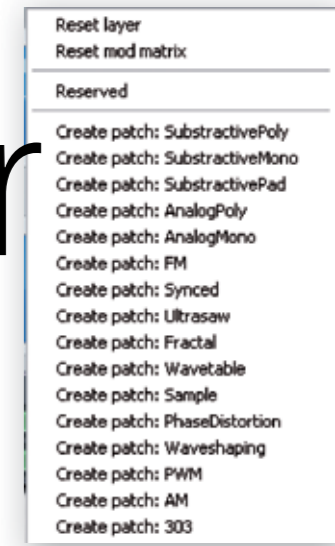 Reset layer
Reset mod matrix
Reserved
Create patch: SubstractivePoly
Create patch: SubstractiveMono
Create patch: SubstractivePad
Create patch: AnalogPoly
Create patch: AnalogMono
Create patch: FM
Create patch: Synced
Create patch: Ultrasaw
Create patch: Fractal
Create patch: Wavetable
Create patch: Sample
Create patch: PhaseDistortion
Create patch: Waveshaping
Create patch: PWM
Create patch: AM
Create patch: 303
r